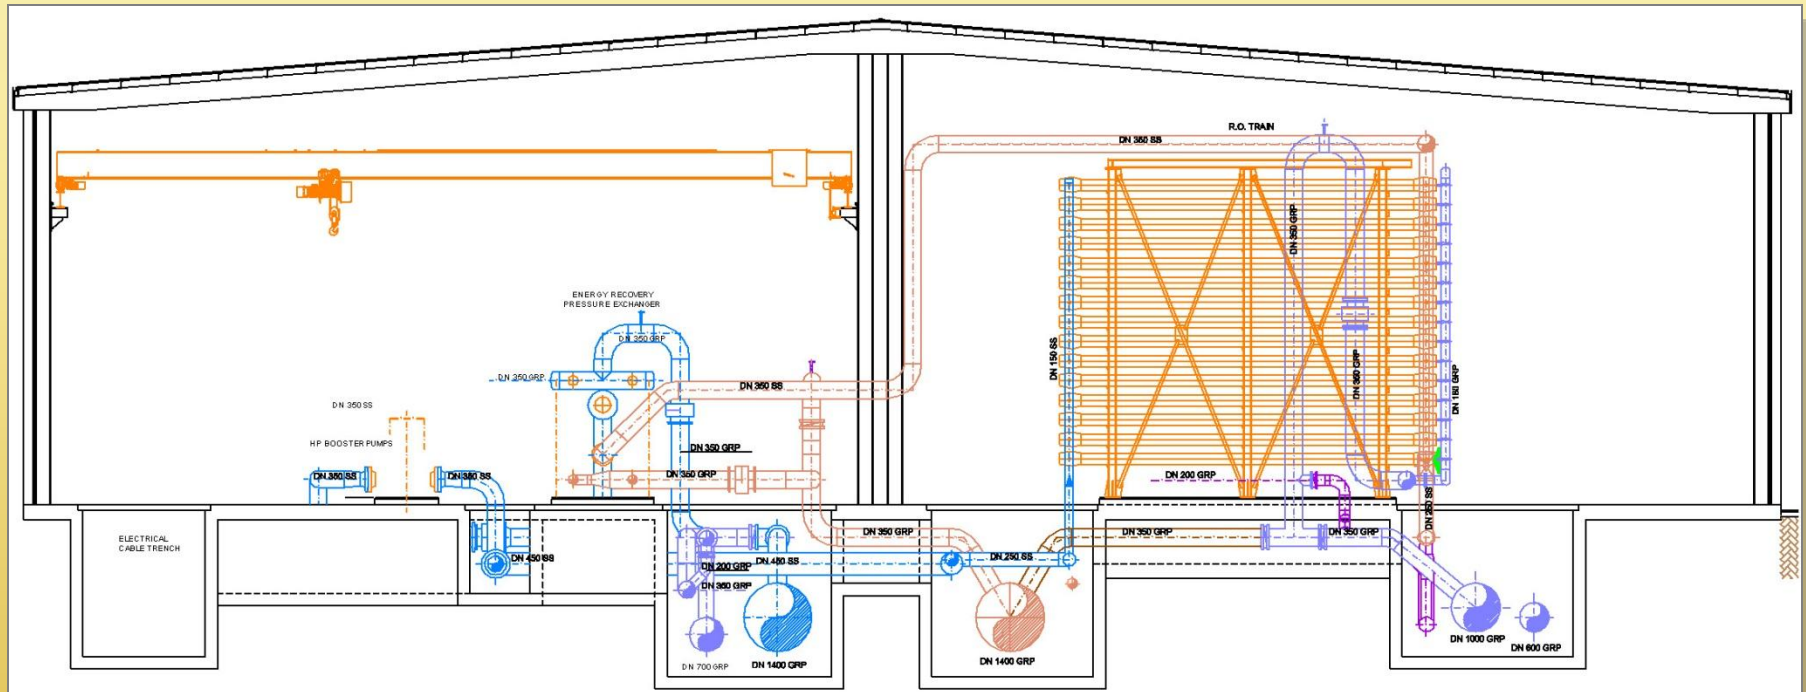 R.O. TRAIN
DN 350 SS
DN 350 GRP
ENERGY RECOVERY
PRESSURE EXCHANGER
DN 350 GRP
DN 150 SS
DN 350 GRP
DN 350 GRP
DN 350 SS
DN 150 GRP
DN 350 SS
HP BOOSTER PUMPS
DN 350 GRP
DN 350 SS
DN 350 SS
DN 350 GRP
DN 200 GRP
DN 250 SS
DN 350 GRP
DN 350 GRP
DN 350 GRP
ELECTRICAL
CABLE TRENCH
DN 450 SS
DN 200 GRP
DN 450 SS
DN 250 SS
DN 350 GRP
DN 700 GRP
DN 1400 GRP
DN 1400 GRP
DN 1000 GRP
DN 600 GRP